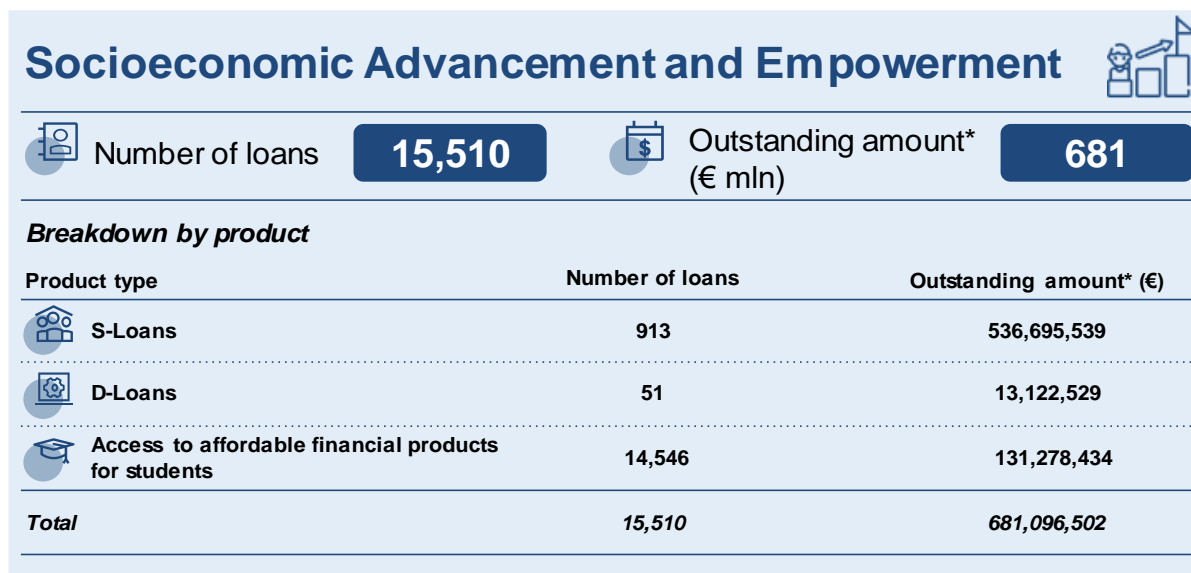 Socioeconomic Advancement and Empowerment
Number of loans 15,510 Outstanding amount* (€ mln) 681
Breakdown by product
Product type Number of loans Outstanding amount* (€)
S-Loans 913 536,695,539
D-Loans 51 13,122,529
Access to affordable financial products
for students 14,546 131,278,434
Total 15,510 681,096,502